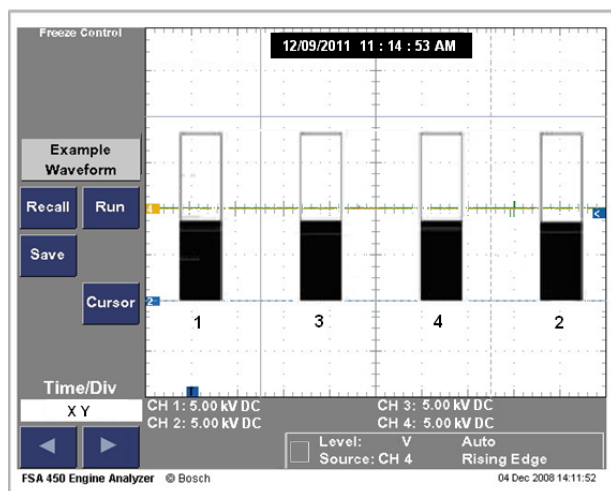 Freeze Control
12/09/2011 11 : 14 : 53 AM
Example
Waveform
Recall Run
Save
Cursor
4
<
2
1 3 4 2
T
Time/Div
X Y
CH 1: 5.00 kV DC CH 3: 5.00 kV DC
CH 2: 5.00 kV DC CH 4: 5.00 kV DC
Level: V Auto
Source: CH 4 Rising Edge
FSA 450 Engine Analyzer © Bosch 04 Dec 2008 14:11:52